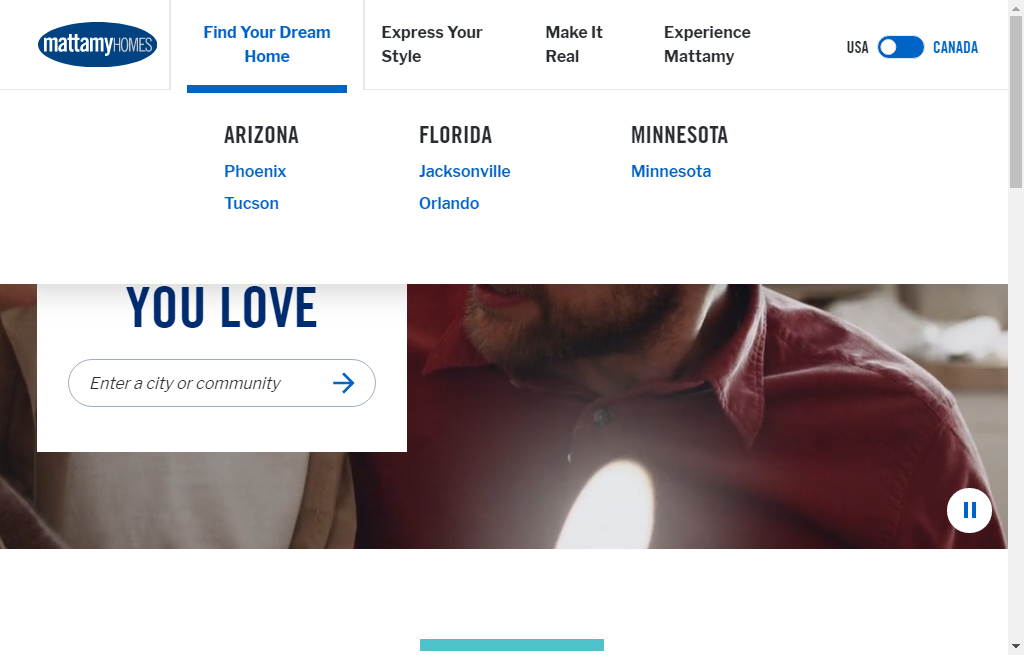 mattamyHOMES
Find Your Dream
Home
Express Your
Style
Make It
Real
Experience
Mattamy
USA
CANADA
ARIZONA
Phoenix
Tucson
FLORIDA
Jacksonville
Orlando
MINNESOTA
Minnesota
YOU LOVE
Enter a city or community